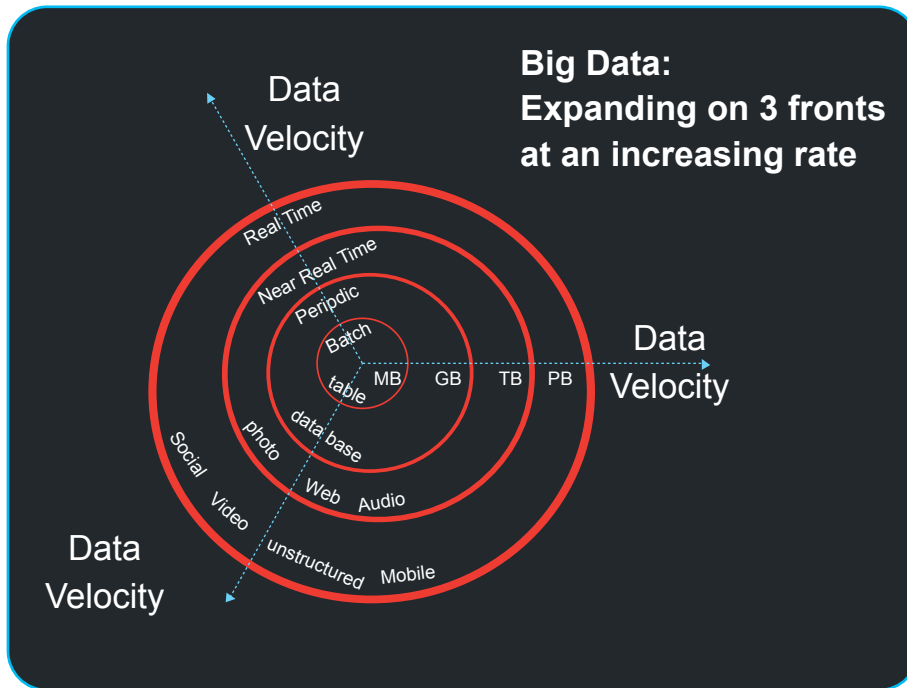 Big Data:
Expanding on 3 fronts
at an increasing rate
Data
Velocity
Real Time
Near Real Time
Periodic
Batch
Data
Velocity
MB GB TB PB
table
data base
photo
Web Audio
Social
Video
unstructured Mobile
Data
Velocity